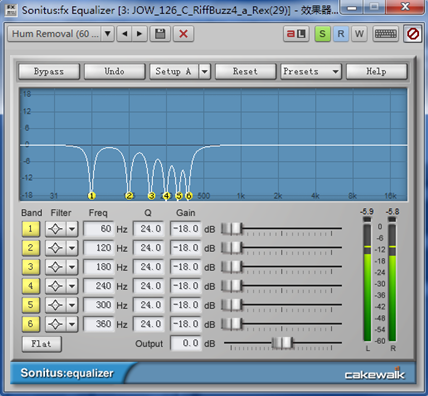 Sonitus:fx Equalizer [3: JOW_126_C_RiffBuzz4_a_Rex(29)] - 效果器...
Hum Removal (60 ... S R W
Bypass Undo Setup A Reset Presets Help
18
12
6
0
-6
-12
-18 31 500 1k 2k 4k 8k 16k
1 2 3 4 5 6
Band Filter Freq Q Gain -5.9 -5.8
1 60 Hz 24.0 -18.0 dB
2 120 Hz 24.0 -18.0 dB
3 180 Hz 24.0 -18.0 dB
4 240 Hz 24.0 -18.0 dB
5 300 Hz 24.0 -18.0 dB
6 360 Hz 24.0 -18.0 dB
Flat Output 0.0 dB
0
-6
-12
-18
-24
-30
-36
-42
-48
-54
-60
L R
Sonitus:equalizer cakewalk